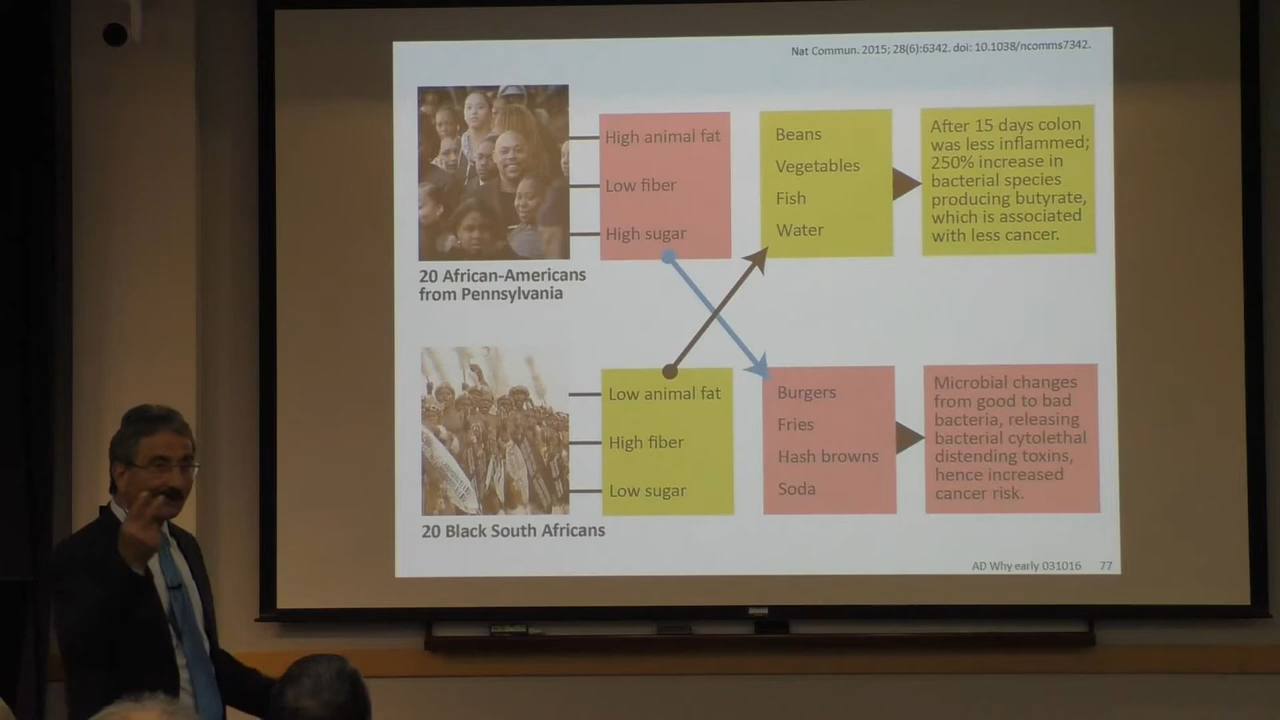 Nat Commun. 2015; 28(6):6342. doi: 10.1038/ncomms7342.
High animal fat
Low fiber
High sugar
Beans
Vegetables
Fish
Water
After 15 days colon
was less inflammed;
250% increase in
bacterial species
producing butyrate,
which is associated
with less cancer.
20 African-Americans
from Pennsylvania
Low animal fat
High fiber
Low sugar
Burgers
Fries
Hash browns
Soda
Microbial changes
from good to bad
bacteria, releasing
bacterial cytolethal
distending toxins,
hence increased
cancer risk.
20 Black South Africans
AD Why early 031016 77